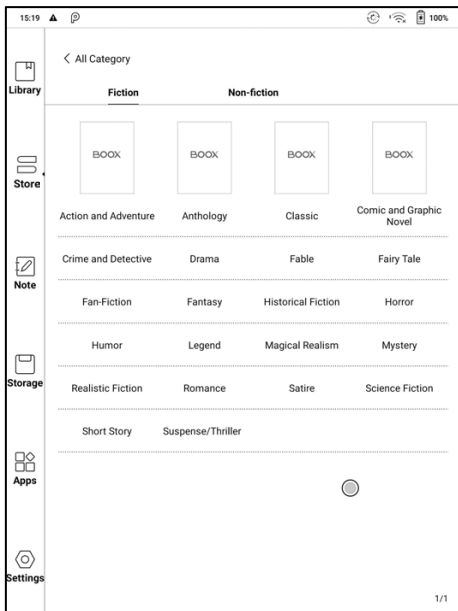 15:19 100%
All Category
Library
Fiction Non-fiction
BOOX BOOX BOOX BOOX
Store
Action and Adventure Anthology Classic Comic and Graphic
Novel
Crime and Detective Drama Fable Fairy Tale
Note
Fan-Fiction Fantasy Historical Fiction Horror
Humor Legend Magical Realism Mystery
Storage
Realistic Fiction Romance Satire Science Fiction
Short Story Suspense/Thriller
Apps
Settings
1/1